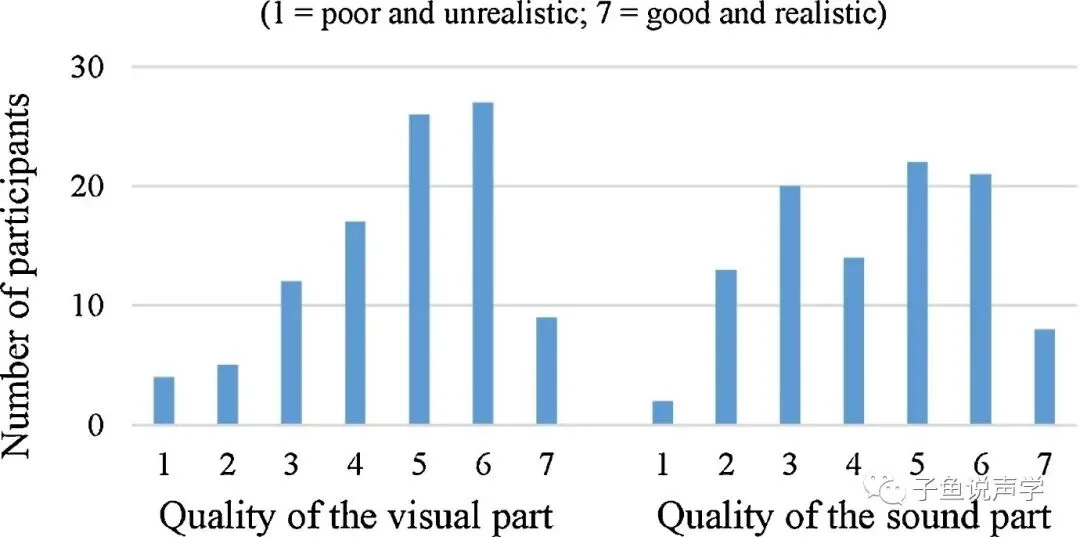 (1 = poor and unrealistic; 7 = good and realistic)
Number of participants
30
20
10
0
1 2 3 4 5 6 7
1 2 3 4 5 6 7
Quality of the visual part
Quality of the sound part
子鱼说声学